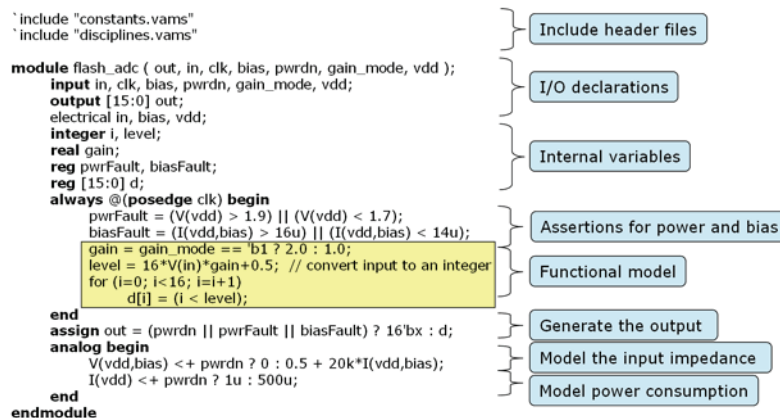 `include "constants.vams"
`include "disciplines.vams"
Include header files
module flash_adc ( out, in, clk, bias, pwrdn, gain_mode, vdd );
input in, clk, bias, pwrdn, gain_mode, vdd;
output [15:0] out;
electrical in, bias, vdd;
I/O declarations
integer i, level;
real gain;
reg pwrFault, biasFault;
reg [15:0] d;
Internal variables
always @(posedge clk) begin
pwrFault = (V(vdd) > 1.9) || (V(vdd) < 1.7);
biasFault = (I(vdd,bias) > 16u) || (I(vdd,bias) < 14u);
Assertions for power and bias
gain = gain_mode == 'b1 ? 2.0 : 1.0;
level = 16*V(in)*gain+0.5; // convert input to an integer
for (i=0; i<16; i=i+1)
d[i] = (i < level);
Functional model
end
assign out = (pwrdn || pwrFault || biasFault) ? 16'bx : d;
Generate the output
analog begin
V(vdd,bias) <+ pwrdn ? 0 : 0.5 + 20k*I(vdd,bias);
Model the input impedance
I(vdd) <+ pwrdn ? 1u : 500u;
Model power consumption
end
endmodule